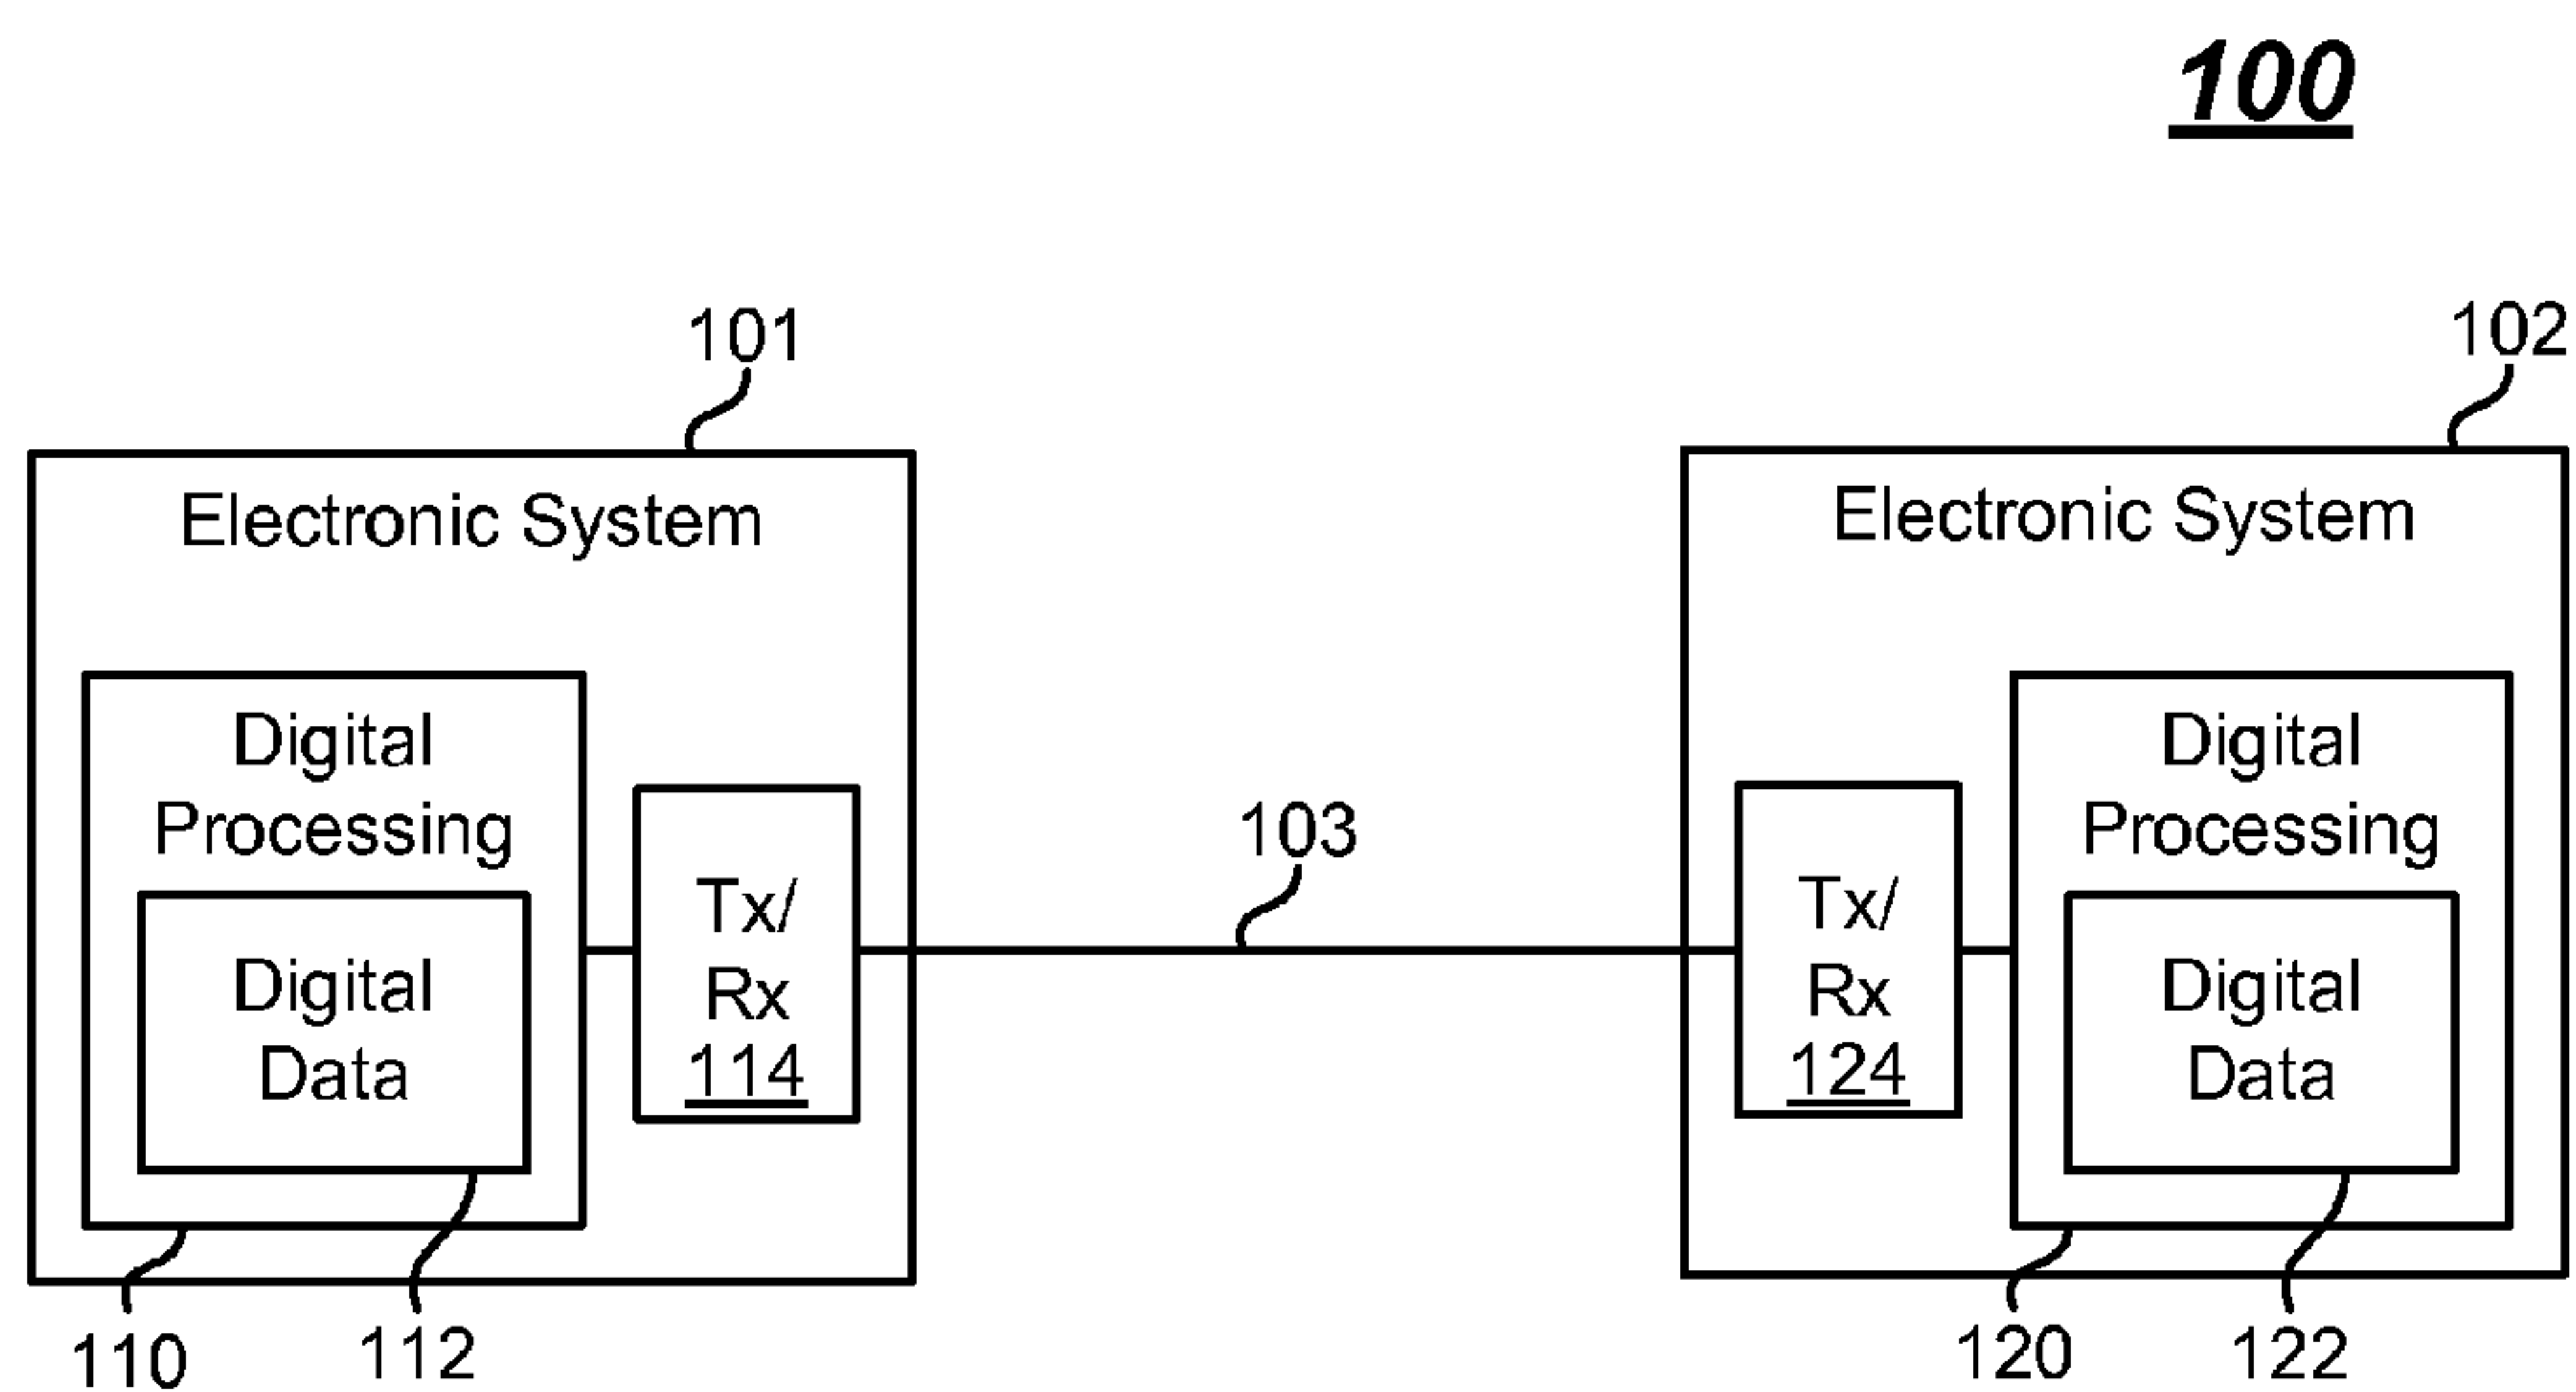 100
101
102
Electronic System
Electronic System
Digital
Processing
Digital
Data
Tx/
Rx
114
103
Tx/
Rx
124
Digital
Processing
Digital
Data
110
112
120
122